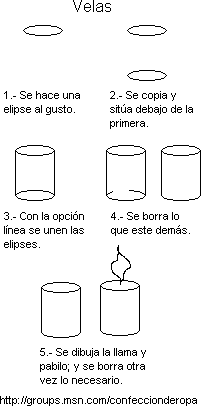 Velas
1.- Se hace una
elipse al gusto.
2.- Se copia y
sitúa debajo de la
primera.
3.- Con la opción
línea se unen las
elipses.
4.- Se borra lo
que este demás.
5.- Se dibuja la llama y
pabilo; y se borra otra
vez lo necesario.
http://groups.msn.com/confeccionderopa